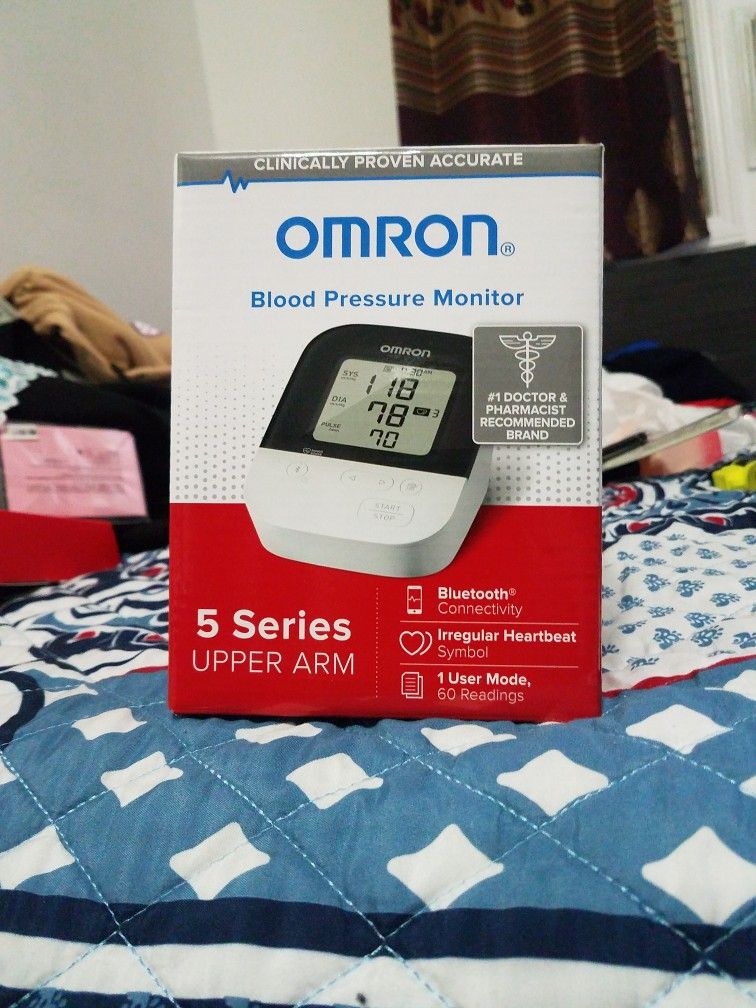 CLINICALLY PROVEN ACCURATE
OMRON®
Blood Pressure Monitor
OMRON
SYS
118
DIA
78
3
PULSE
70
START
STOP
#1 DOCTOR &
PHARMACIST
RECOMMENDED
BRAND
5 Series
UPPER ARM
Bluetooth®
Connectivity
Irregular Heartbeat
Symbol
1 User Mode,
60 Readings